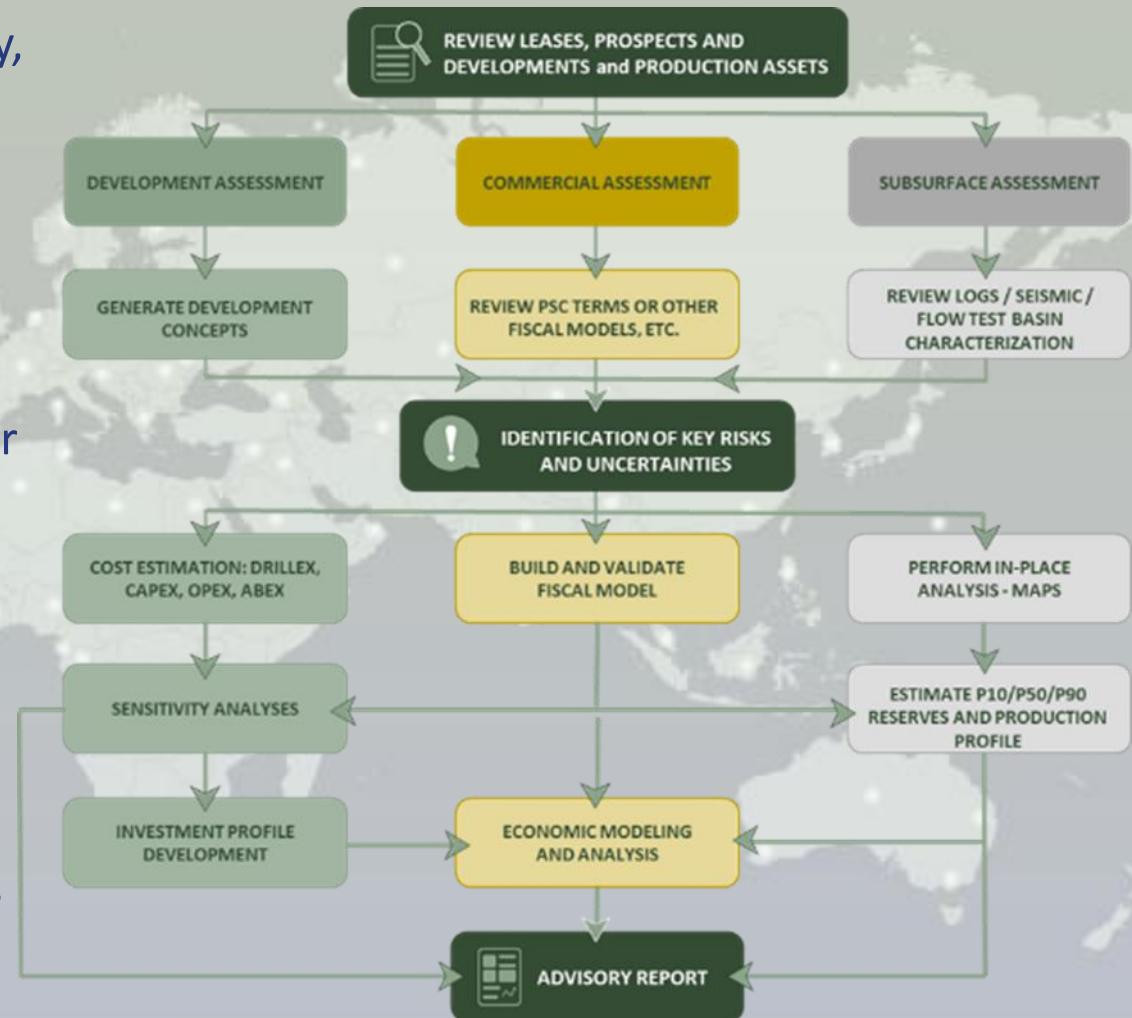 y,
r
REVIEW LEASES, PROSPECTS AND
DEVELOPMENTS and PRODUCTION ASSETS
DEVELOPMENT ASSESSMENT
COMMERCIAL ASSESSMENT
SUBSURFACE ASSESSMENT
GENERATE DEVELOPMENT
CONCEPTS
REVIEW PSC TERMS OR OTHER
FISCAL MODELS, ETC.
REVIEW LOGS / SEISMIC /
FLOW TEST BASIN
CHARACTERIZATION
IDENTIFICATION OF KEY RISKS
AND UNCERTAINTIES
COST ESTIMATION: DRILLEX,
CAPEX, OPEX, ABEX
BUILD AND VALIDATE
FISCAL MODEL
PERFORM IN-PLACE
ANALYSIS - MAPS
SENSITIVITY ANALYSES
ESTIMATE P10/P50/P90
RESERVES AND PRODUCTION
PROFILE
INVESTMENT PROFILE
DEVELOPMENT
ECONOMIC MODELING
AND ANALYSIS
ADVISORY REPORT